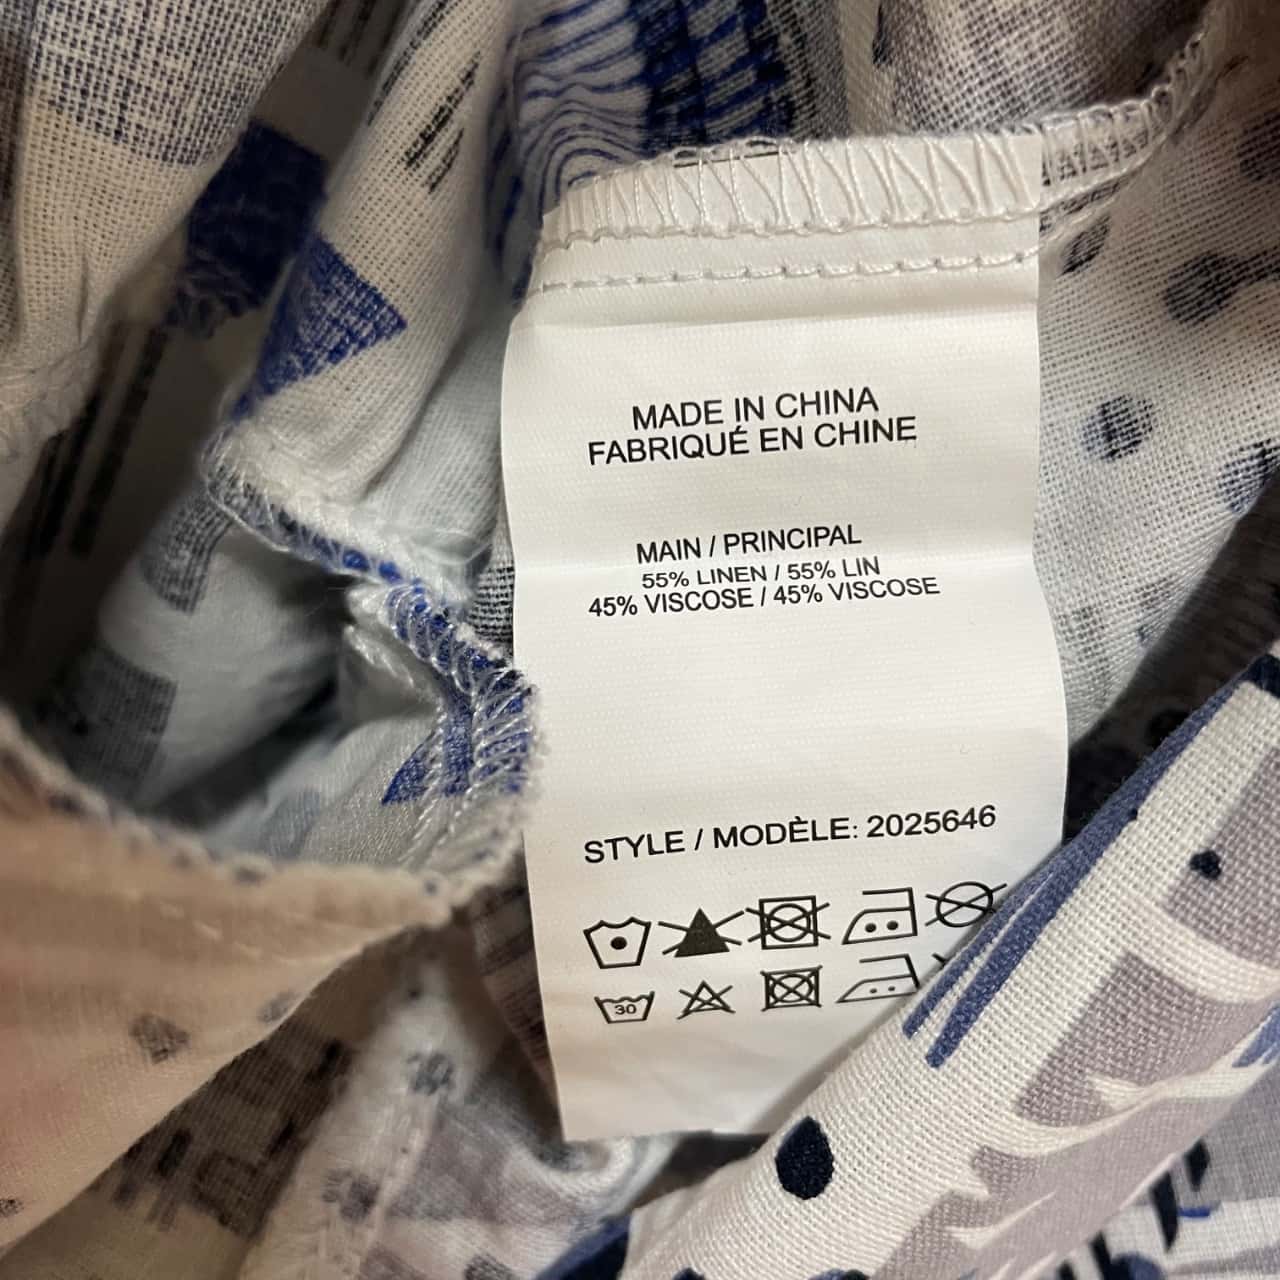 MADE IN CHINA
FABRIQUÉ EN CHINE
MAIN / PRINCIPAL
55% LINEN / 55% LIN
45% VISCOSE / 45% VISCOSE
STYLE / MODÈLE: 2025646
30